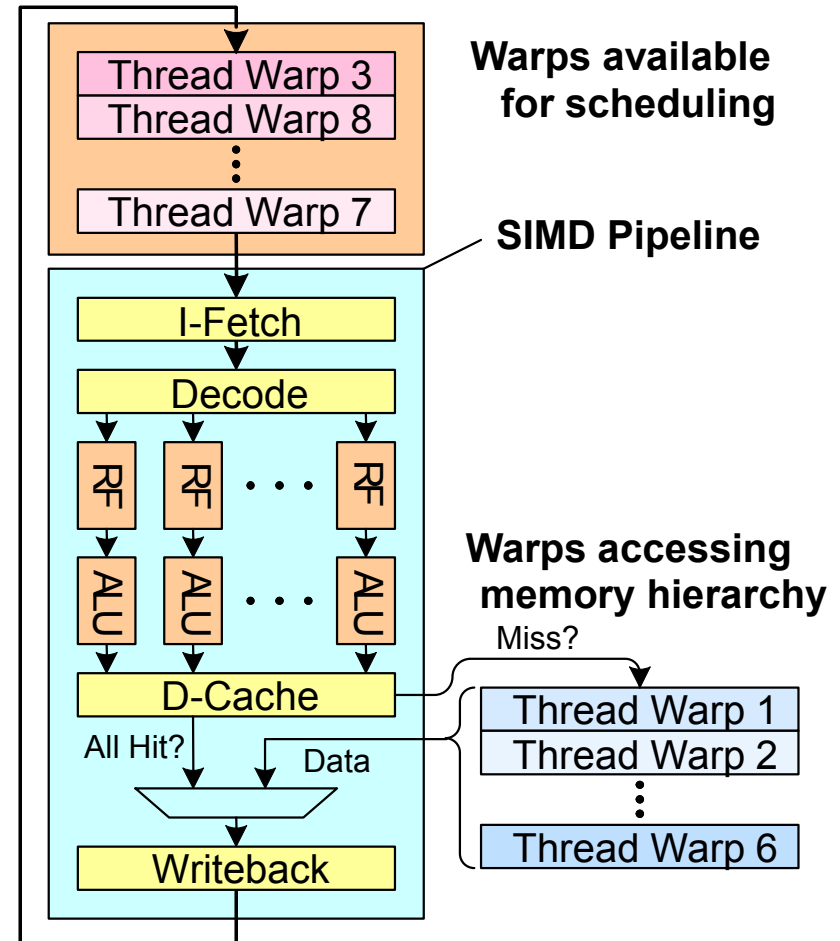 Warps available
for scheduling
Thread Warp 3
Thread Warp 8
Thread Warp 7
SIMD Pipeline
I-Fetch
Decode
RF
RF
RF
ALU
ALU
ALU
Warps accessing
memory hierarchy
Miss?
D-Cache
Thread Warp 1
Thread Warp 2
Thread Warp 6
All Hit?
Data
Writeback